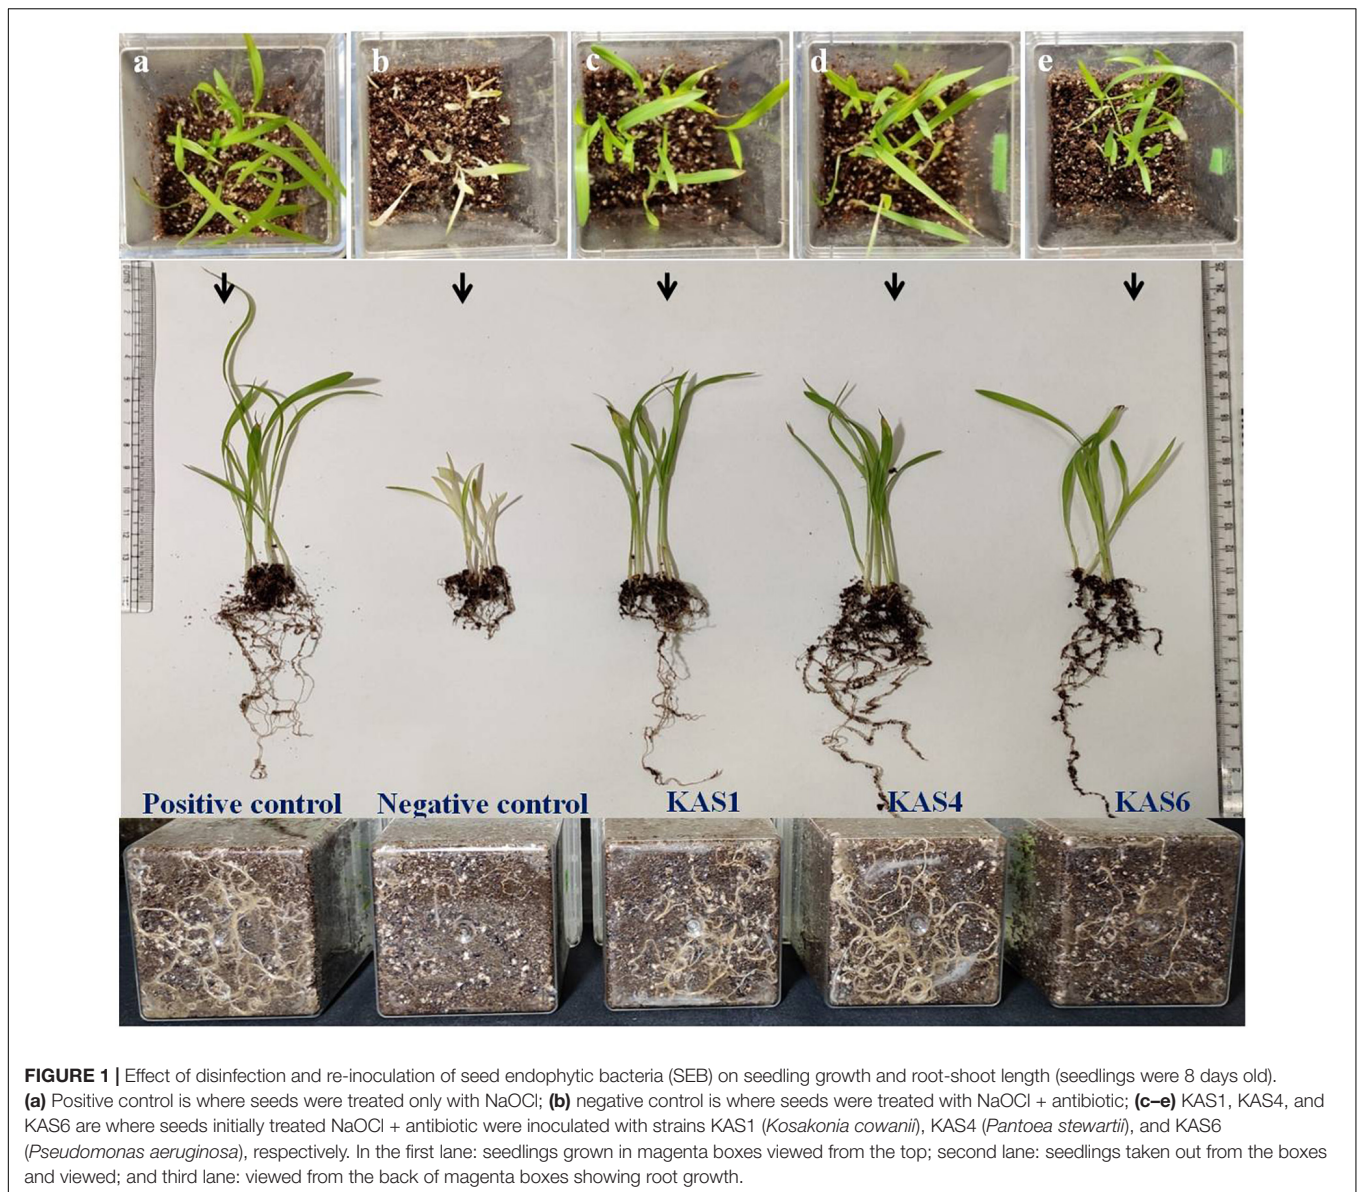 a b c d e
Positive control Negative control KAS1 KAS4 KAS6
FIGURE 1 | Effect of disinfection and re-inoculation of seed endophytic bacteria (SEB) on seedling growth and root-shoot length (seedlings were 8 days old).
(a) Positive control is where seeds were treated only with NaOCl; (b) negative control is where seeds were treated with NaOCl + antibiotic; (c–e) KAS1, KAS4, and
KAS6 are where seeds initially treated NaOCl + antibiotic were inoculated with strains KAS1 (Kosakonia cowanii), KAS4 (Pantoea stewartii), and KAS6
(Pseudomonas aeruginosa), respectively. In the first lane: seedlings grown in magenta boxes viewed from the top; second lane: seedlings taken out from the boxes
and viewed; and third lane: viewed from the back of magenta boxes showing root growth.